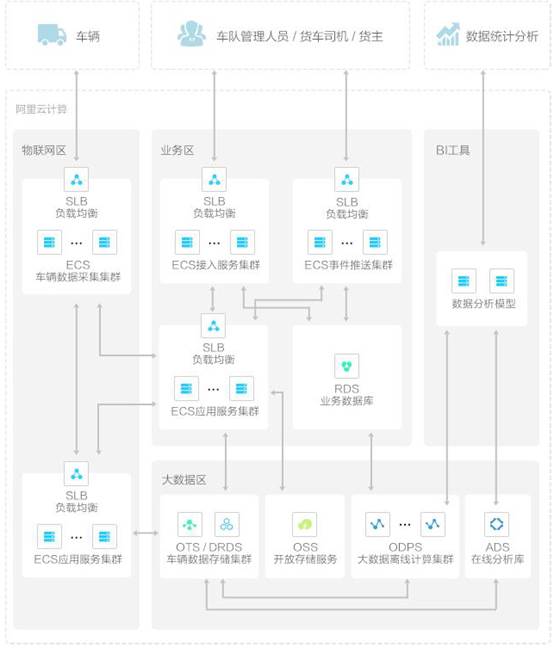 车辆
车队管理人员 / 货车司机 / 货主
数据统计分析
阿里云计算
物联网区
业务区
BI工具
SLB
负载均衡
ECS
车辆数据采集集群
SLB
负载均衡
ECS接入服务集群
SLB
负载均衡
ECS事件推送集群
数据分析模型
SLB
负载均衡
ECS应用服务集群
RDS
业务数据库
SLB
负载均衡
ECS应用服务集群
大数据区
OTS / DRDS
车辆数据存储集群
OSS
开放存储服务
ODPS
大数据离线计算集群
ADS
在线分析库